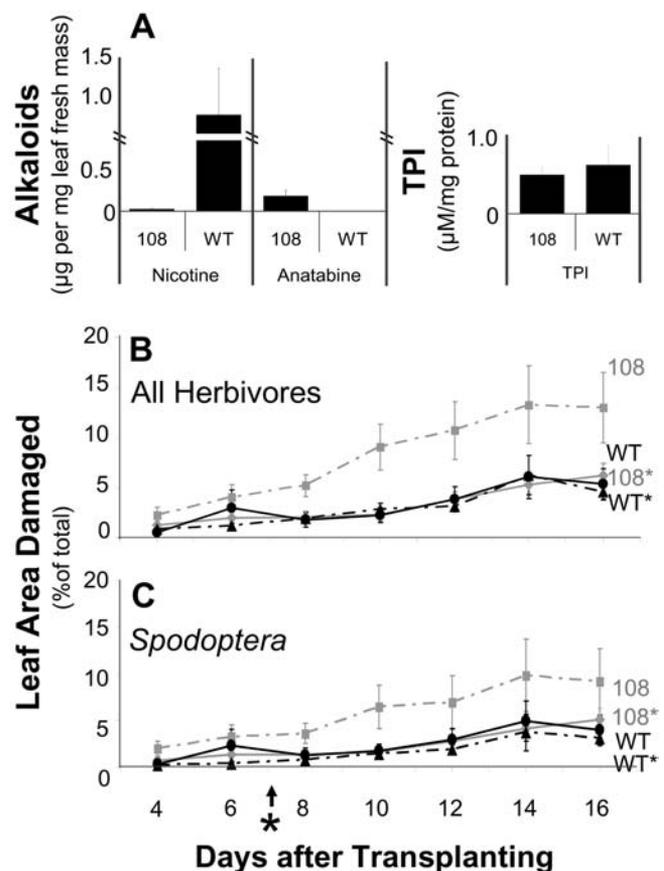 A
Alkaloids
(μg per mg leaf fresh mass)
1.5
1.0
0.5
0
108 WT 108 WT
Nicotine Anatabine
TPI
(μM/mg protein)
1.0
0
108 WT
TPI
B
All Herbivores
20
15
10
5
0
108
WT
108*
WT*
Leaf Area Damaged
(%of total)
C
Spodoptera
20
15
10
5
0
108
108*
WT
WT*
4 6 8 10 12 14 16
*
Days after Transplanting